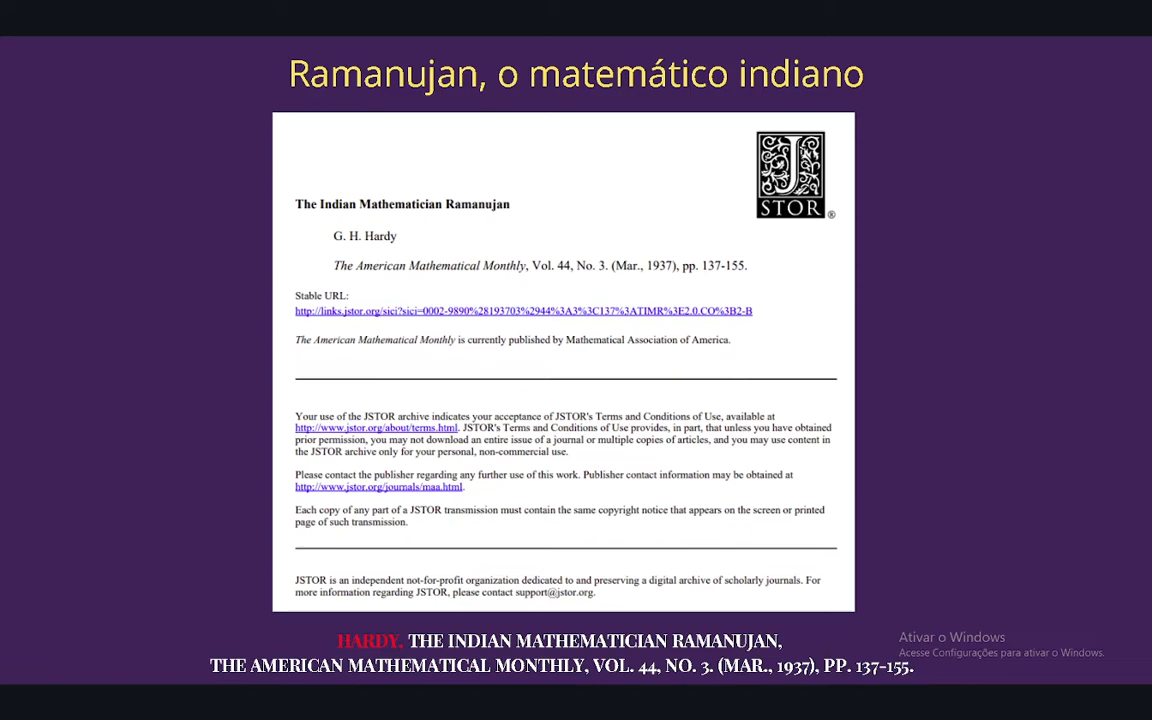 Ramanujan, o matemático indiano
J
STOR
®
The Indian Mathematician Ramanujan
G. H. Hardy
The American Mathematical Monthly, Vol. 44, No. 3. (Mar., 1937), pp. 137-155.
Stable URL:
http://links.jstor.org/sici?sici=0002-9890%28193703%2944%3A3%3C137%3ATIMR%3E2.0.CO%3B2-B
The American Mathematical Monthly is currently published by Mathematical Association of America.
Your use of the JSTOR archive indicates your acceptance of JSTOR's Terms and Conditions of Use, available at
http://www.jstor.org/about/terms.html. JSTOR's Terms and Conditions of Use provides, in part, that unless you have obtained
prior permission, you may not download an entire issue of a journal or multiple copies of articles, and you may use content in
the JSTOR archive only for your personal, non-commercial use.
Please contact the publisher regarding any further use of this work. Publisher contact information may be obtained at
http://www.jstor.org/journals/maa.html.
Each copy of any part of a JSTOR transmission must contain the same copyright notice that appears on the screen or printed
page of such transmission.
JSTOR is an independent not-for-profit organization dedicated to and preserving a digital archive of scholarly journals. For
more information regarding JSTOR, please contact support@jstor.org.
HARDY. THE INDIAN MATHEMATICIAN RAMANUJAN,
THE AMERICAN MATHEMATICAL MONTHLY, VOL. 44, NO. 3. (MAR., 1937), PP. 137-155.
Ativar o Windows
Acesse Configurações para ativar o Windows.